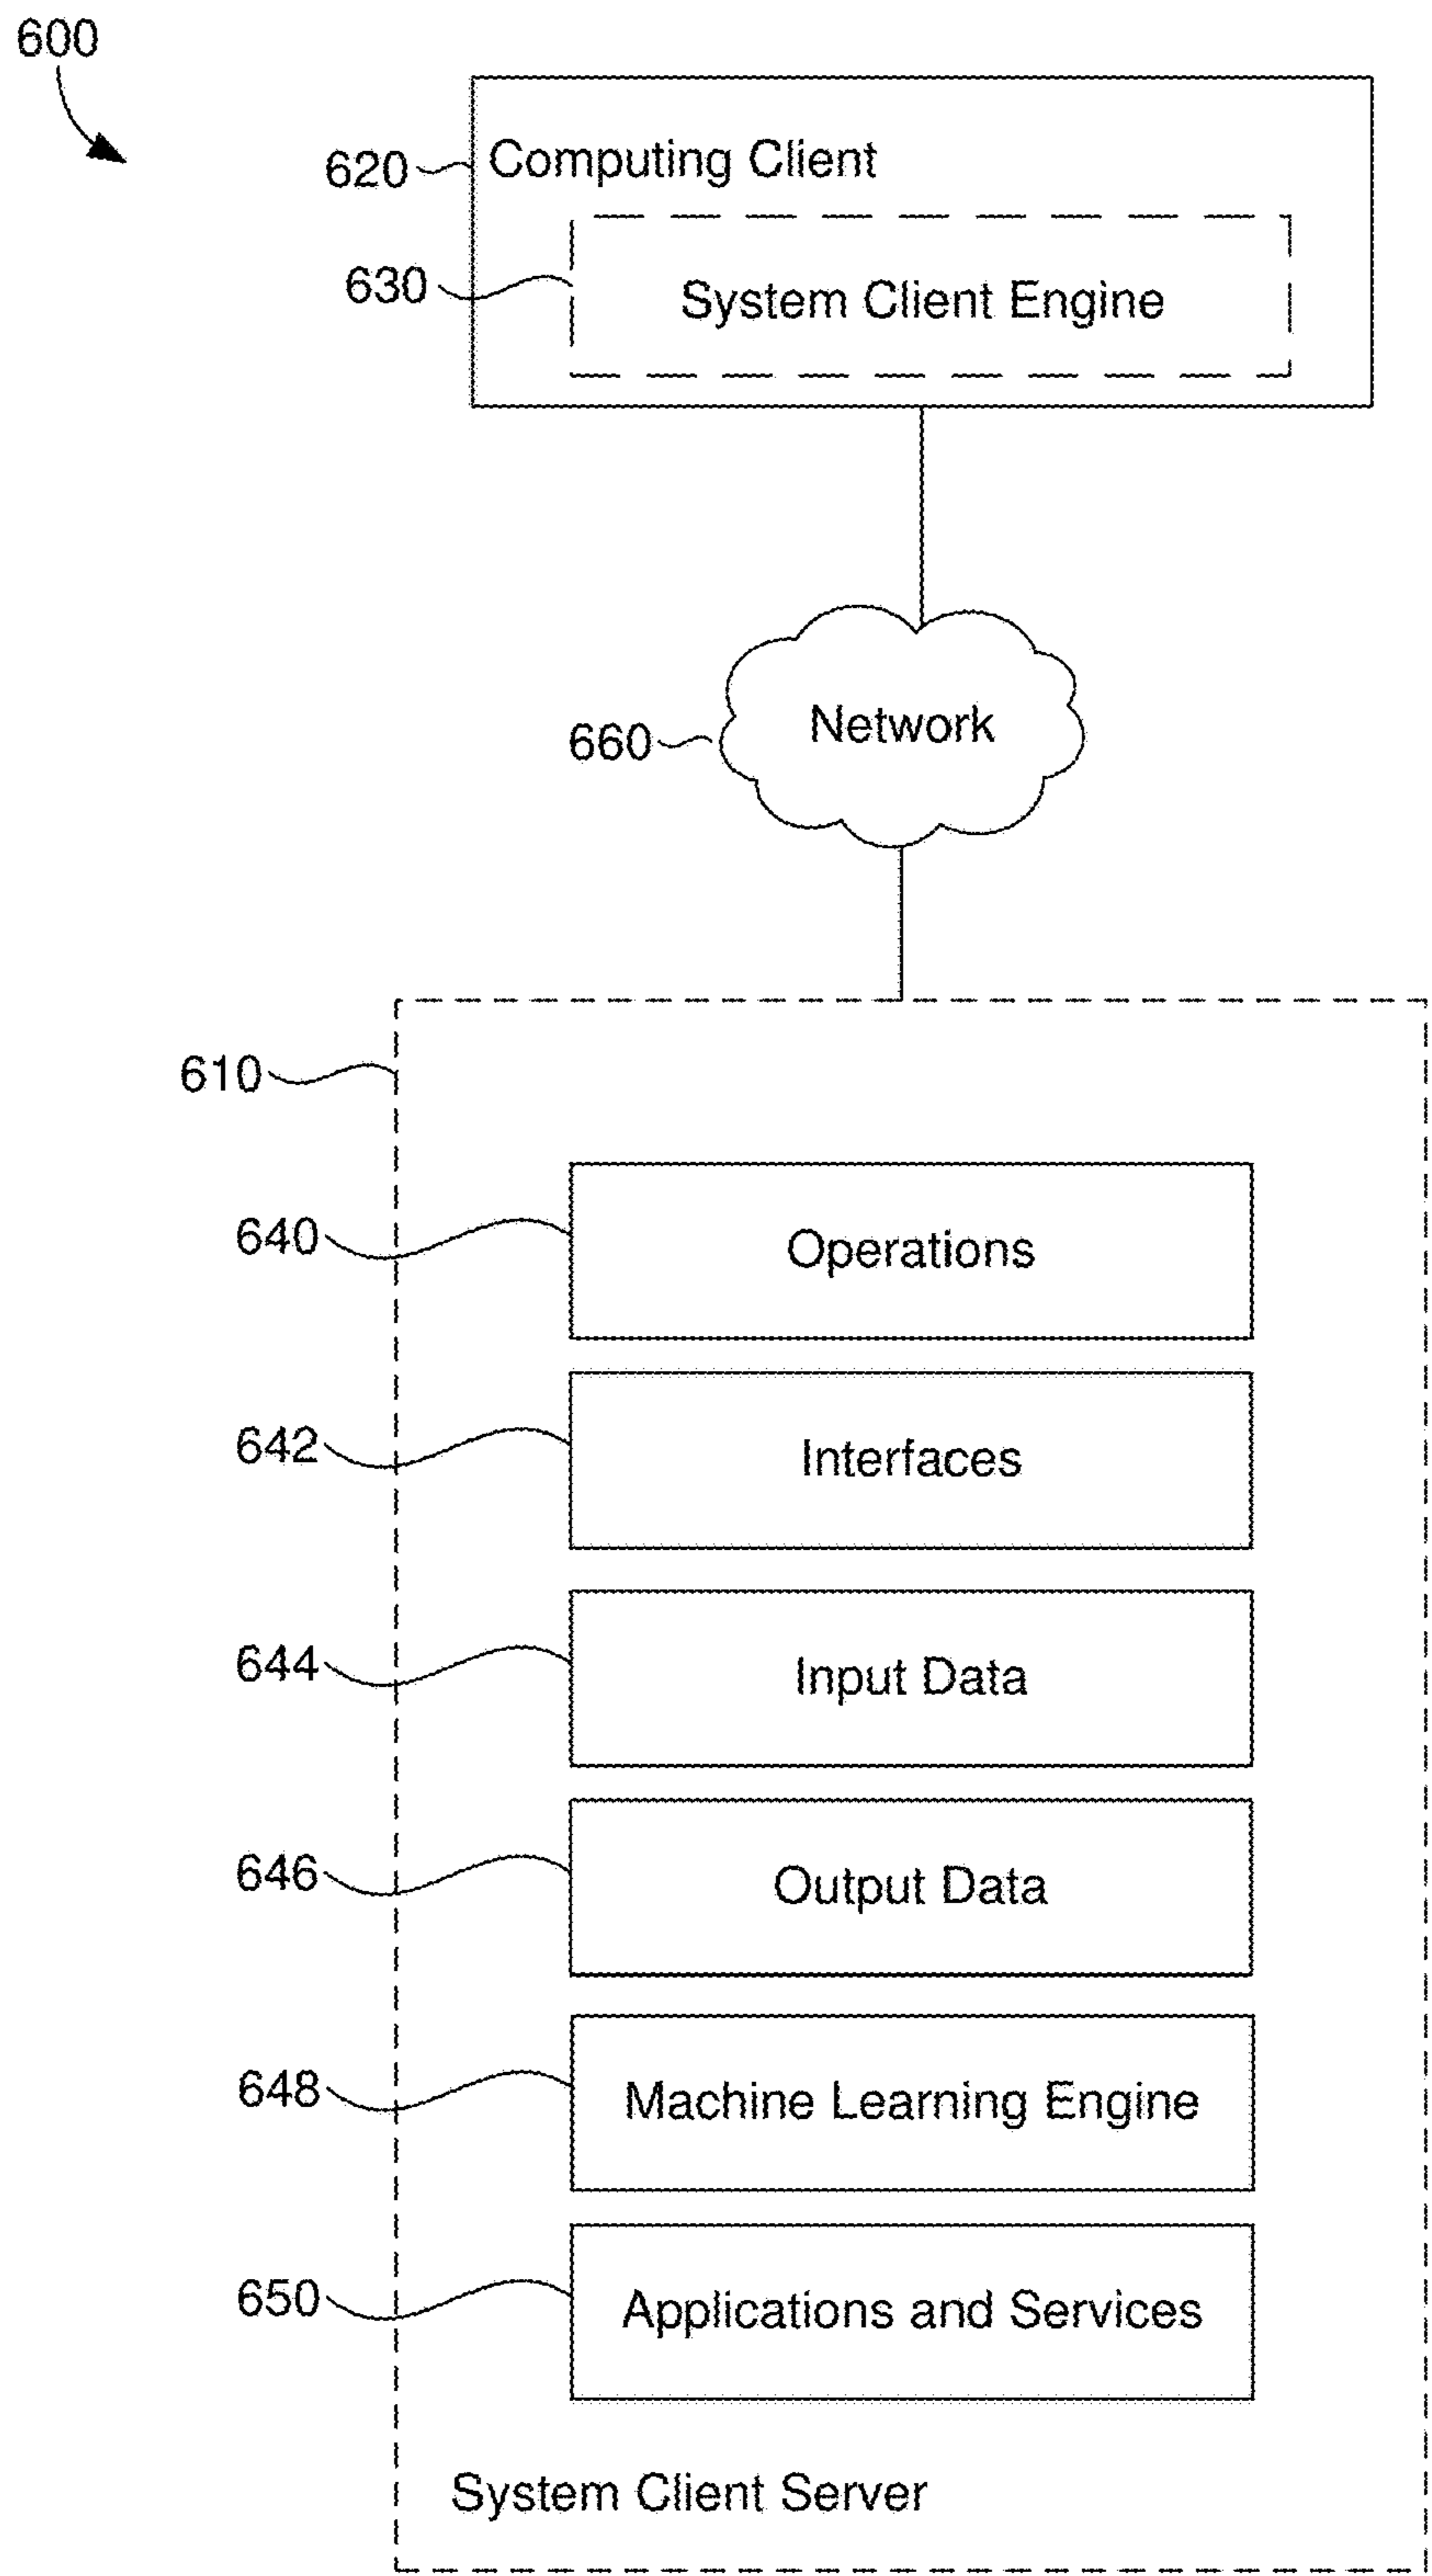 600
620
Computing Client
630
System Client Engine
660
Network
610
640
Operations
642
Interfaces
644
Input Data
646
Output Data
648
Machine Learning Engine
650
Applications and Services
System Client Server